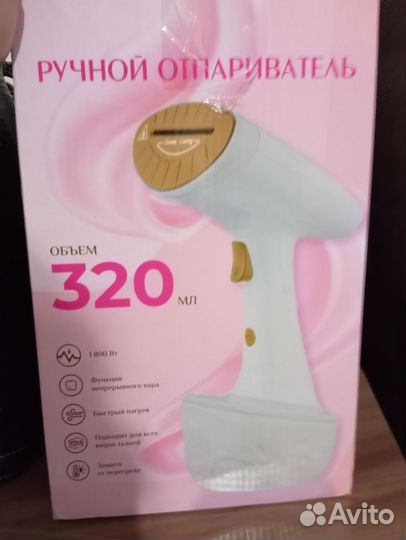 РУЧНОЙ ОТПАРИВАТЕЛЬ
ОБЪЕМ
320 МЛ
1 800 Вт
Функция
непрерывного пара
Быстрый нагрев
Подходит для всех
видов тканей
Защита
от перегрева
Avito